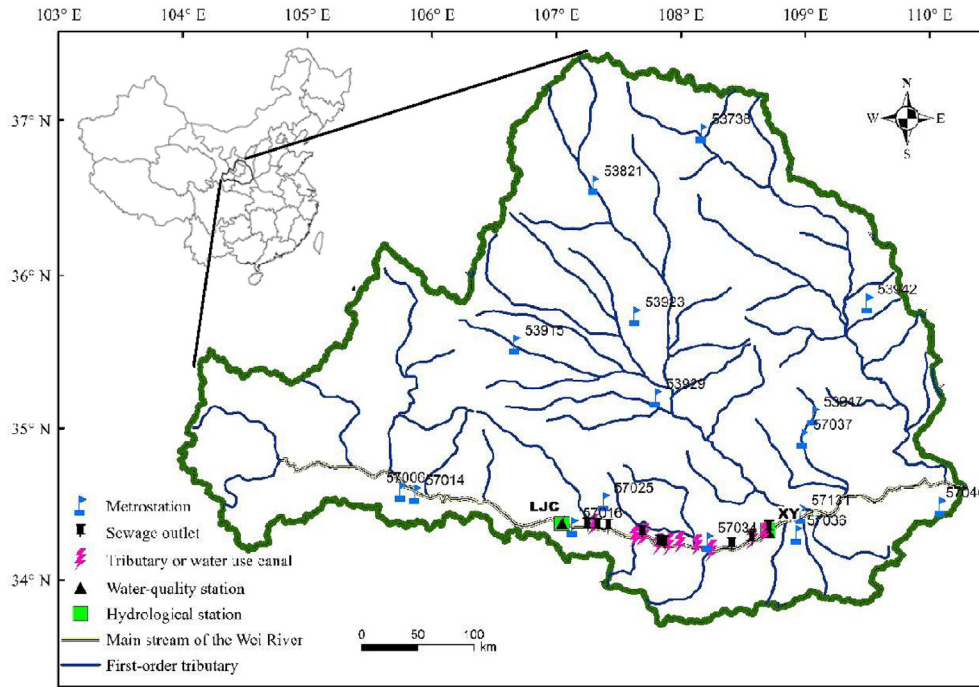 103° E 104° E 105° E 106° E 107° E 108° E 109° E 110° E
37° N
36° N
35° N
34° N
N
W E
S
53738
53821
53942
53923
53915
53929
53947
57037
57006 57014
57025
57131
57046
LJC
57016
XY
57034
57036
Metrostation
Sewage outlet
Tributary or water use canal
Water-quality station
Hydrological station
Main stream of the Wei River
First-order tributary
0 50 100
km